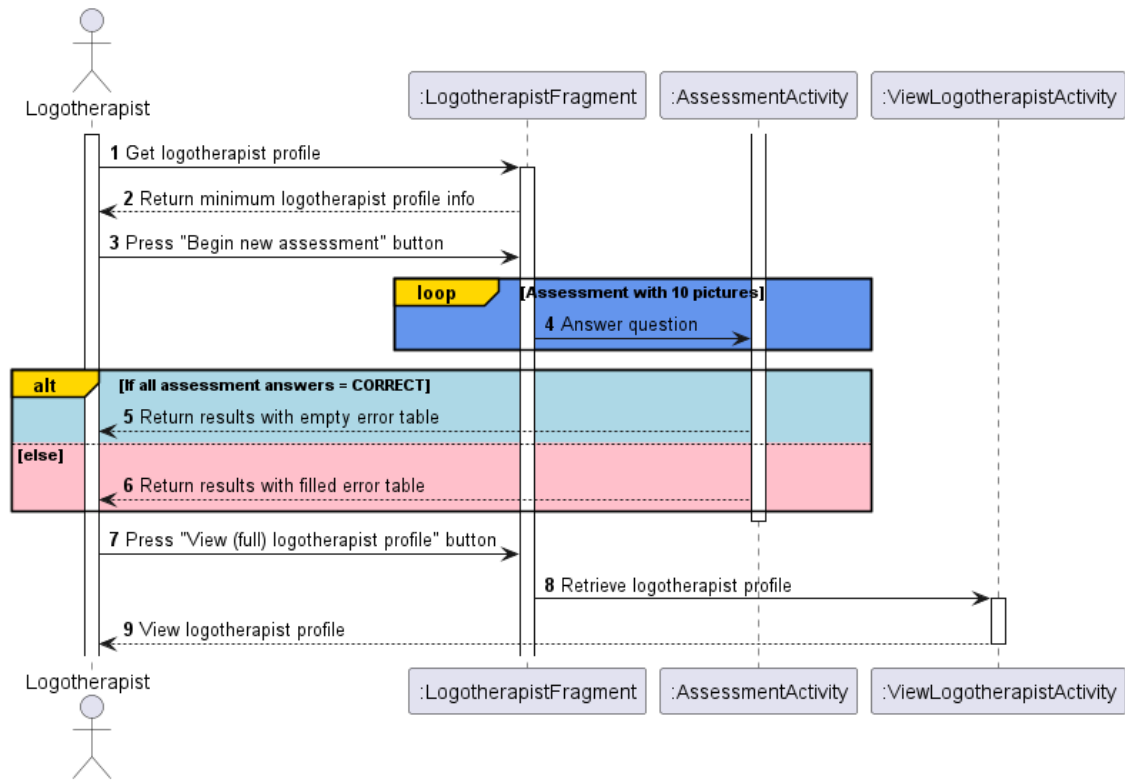 Logotherapist
:LogotherapistFragment
:AssessmentActivity
:ViewLogotherapistActivity
1 Get logotherapist profile
2 Return minimum logotherapist profile info
3 Press "Begin new assessment" button
loop [Assessment with 10 pictures]
4 Answer question
alt [If all assessment answers = CORRECT]
5 Return results with empty error table
[else]
6 Return results with filled error table
7 Press "View (full) logotherapist profile" button
8 Retrieve logotherapist profile
9 View logotherapist profile
Logotherapist
:LogotherapistFragment
:AssessmentActivity
:ViewLogotherapistActivity